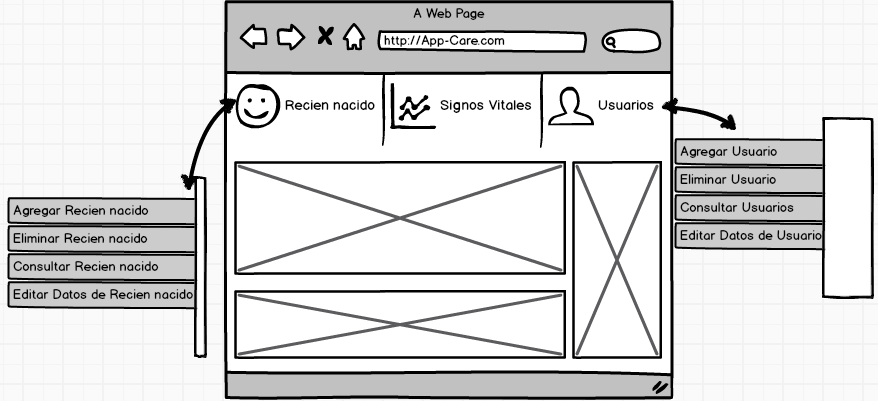 A Web Page
http://App-Care.com
Recien nacido
Signos Vitales
Usuarios
Agregar Recien nacido
Eliminar Recien nacido
Consultar Recien nacido
Editar Datos de Recien nacido
Agregar Usuario
Eliminar Usuario
Consultar Usuarios
Editar Datos de Usuario